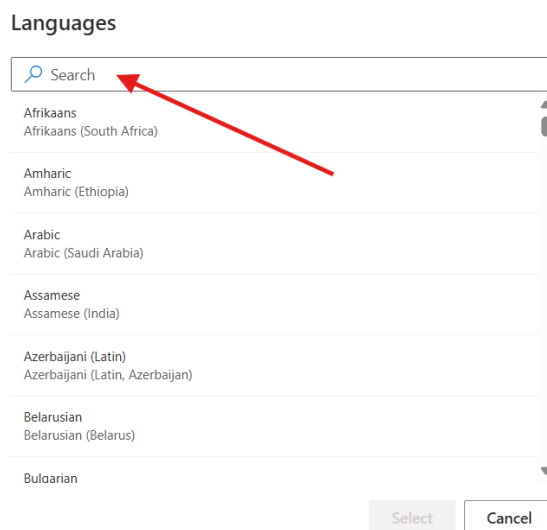 Languages
Search
Afrikaans
Afrikaans (South Africa)
Amharic
Amharic (Ethiopia)
Arabic
Arabic (Saudi Arabia)
Assamese
Assamese (India)
Azerbaijani (Latin)
Azerbaijani (Latin, Azerbaijan)
Belarusian
Belarusian (Belarus)
Bulgarian
Select
Cancel